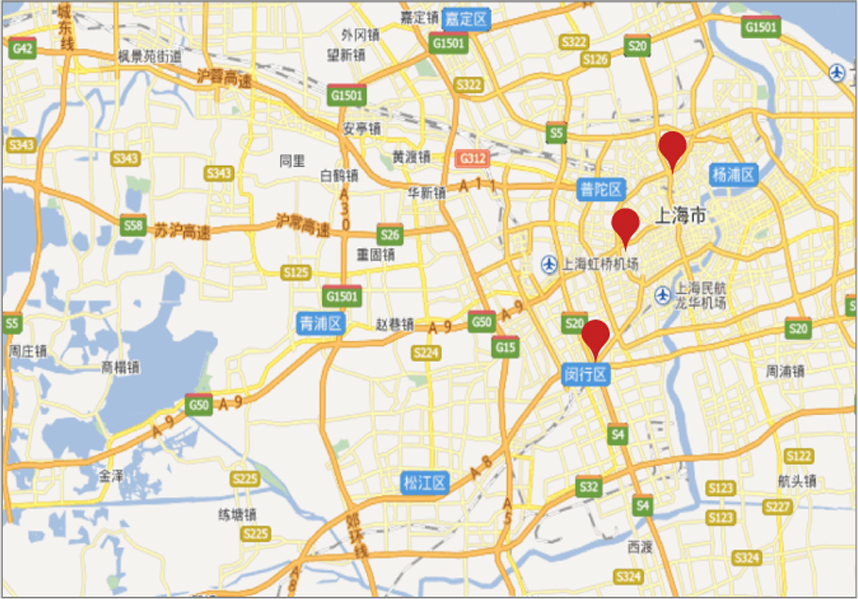 城东线
嘉定镇
嘉定区
G1501
外冈镇
G42
G1501
S322
S20
望新镇
S126
枫景苑街道
沪蓉高速
S322
G1501
安亭镇
S5
S343
S343
同里
黄渡镇
G312
S343
白鹤镇
A11
普陀区
杨浦区
华新镇
A30
上海市
S58
苏沪高速
沪常高速
S26
重固镇
上海虹桥机场
S125
上海民航
龙华机场
G1501
A9
S5
青浦区
赵巷镇
A9
G50
S20
S20
周庄镇
S224
G15
商榻镇
闵行区
周浦镇
G50
A9
A9
S4
金泽
A8
S122
S225
松江区
S32
S123
航头镇
S4
S227
练塘镇
A5
S123
郊环线
S225
西渡
S324
A8
S324